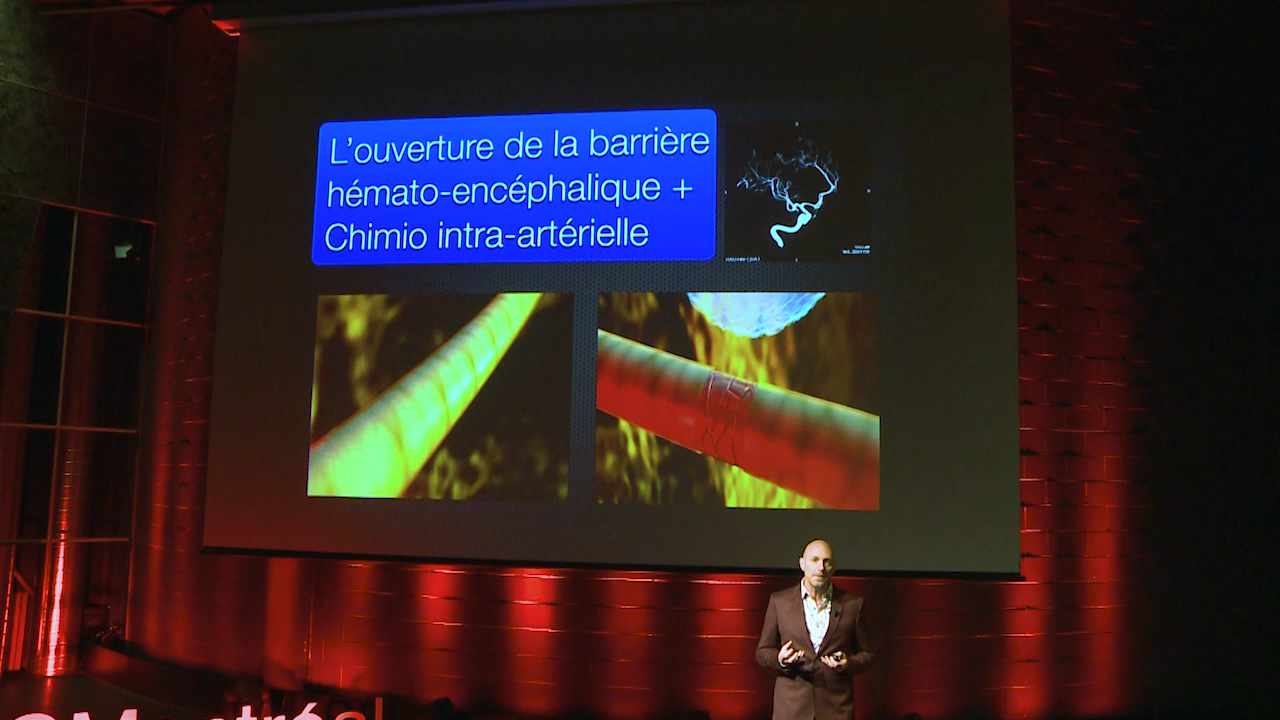 L'ouverture de la barrière
hémato-encéphalique +
Chimio intra-artérielle